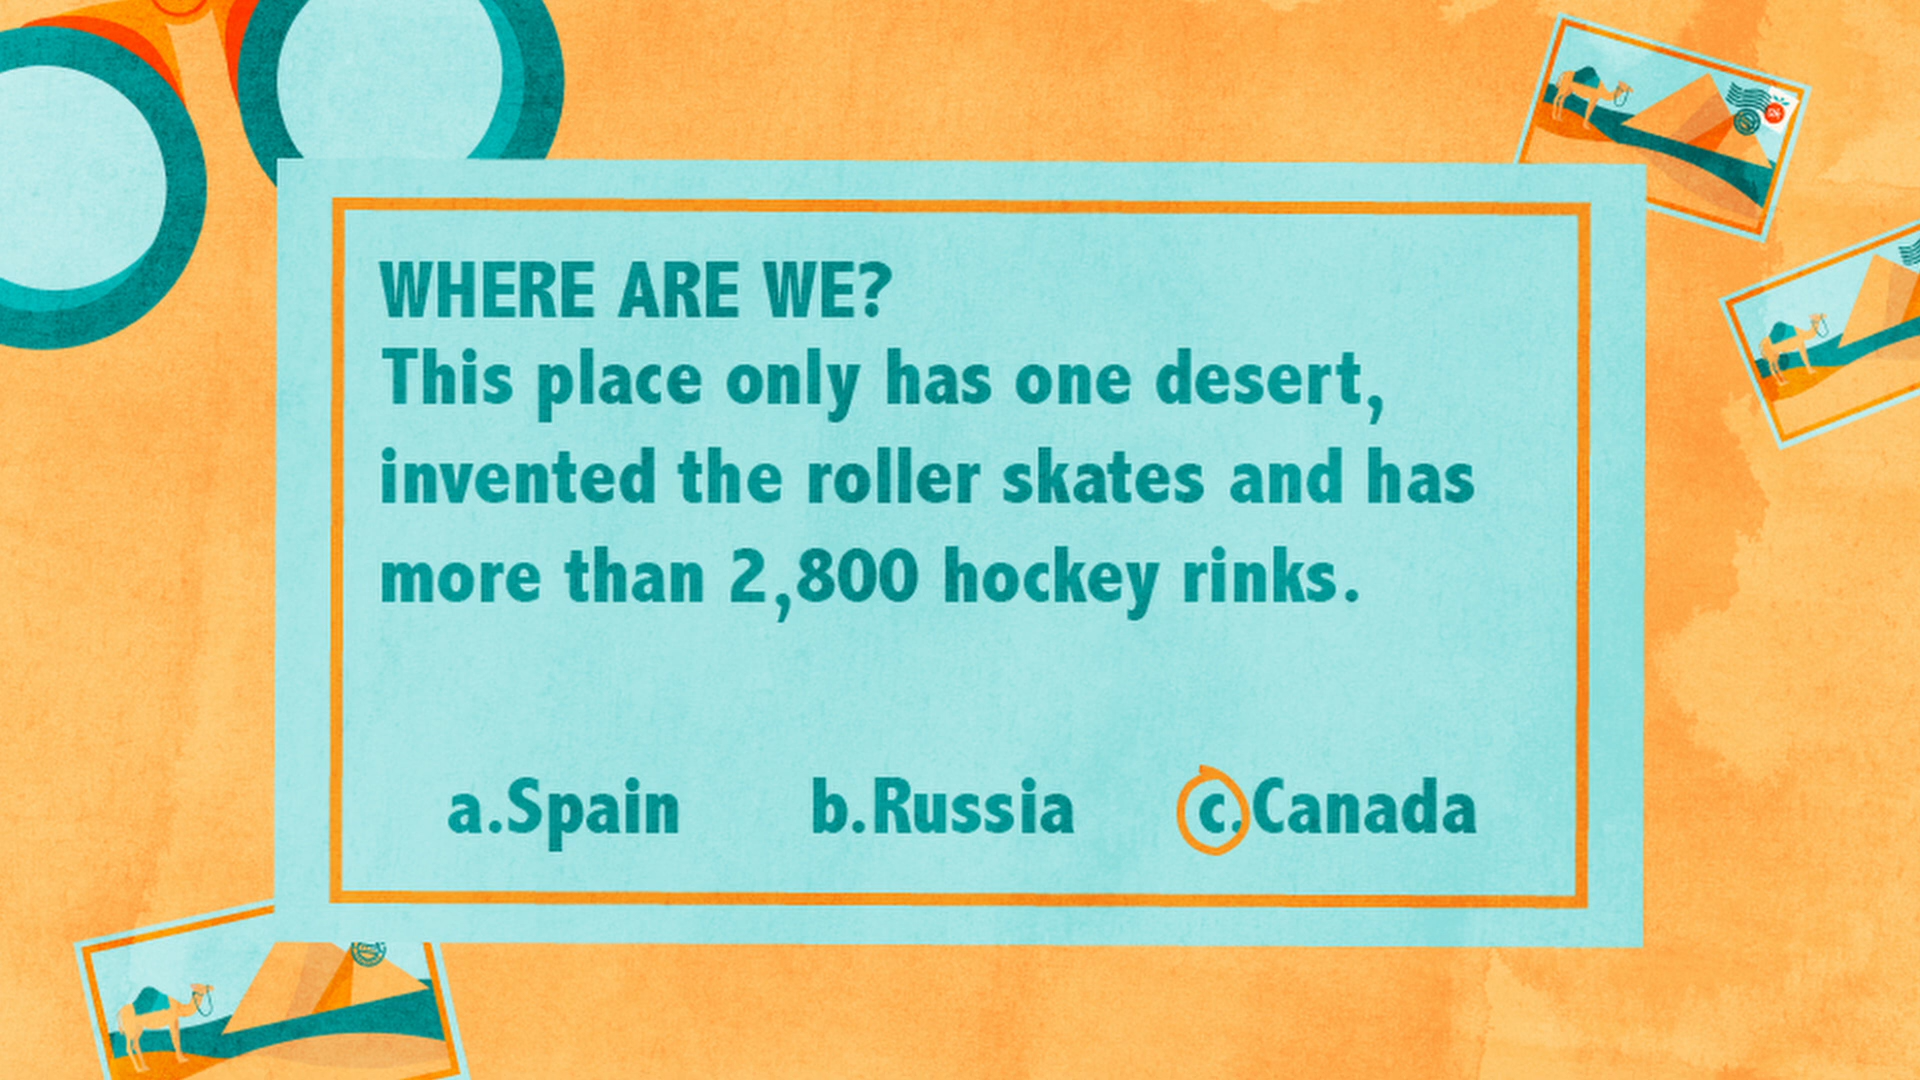 WHERE ARE WE?
This place only has one desert,
invented the roller skates and has
more than 2,800 hockey rinks.
a.Spain b.Russia c.Canada